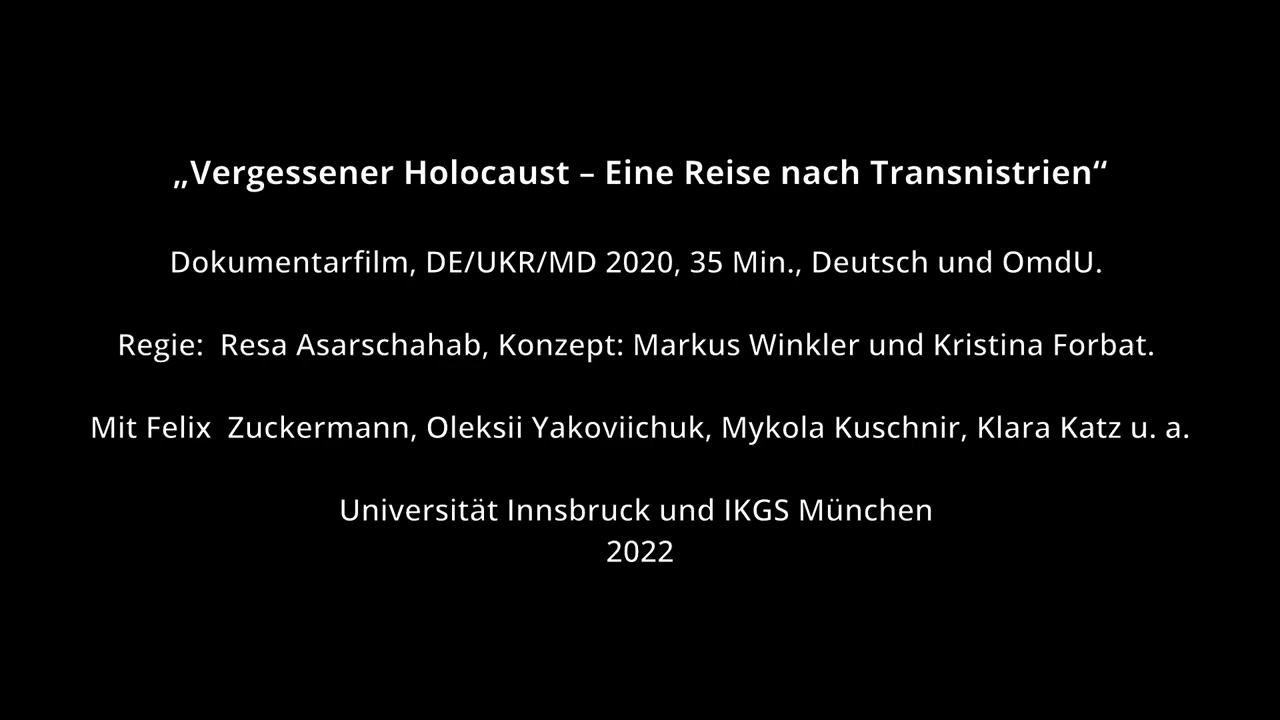 „Vergessener Holocaust – Eine Reise nach Transnistrien“
Dokumentarfilm, DE/UKR/MD 2020, 35 Min., Deutsch und OmdU.
Regie:  Resa Asarschahab, Konzept: Markus Winkler und Kristina Forbat.
Mit Felix  Zuckermann, Oleksii Yakoviichuk, Mykola Kuschnir, Klara Katz u. a.
Universität Innsbruck und IKGS München
2022